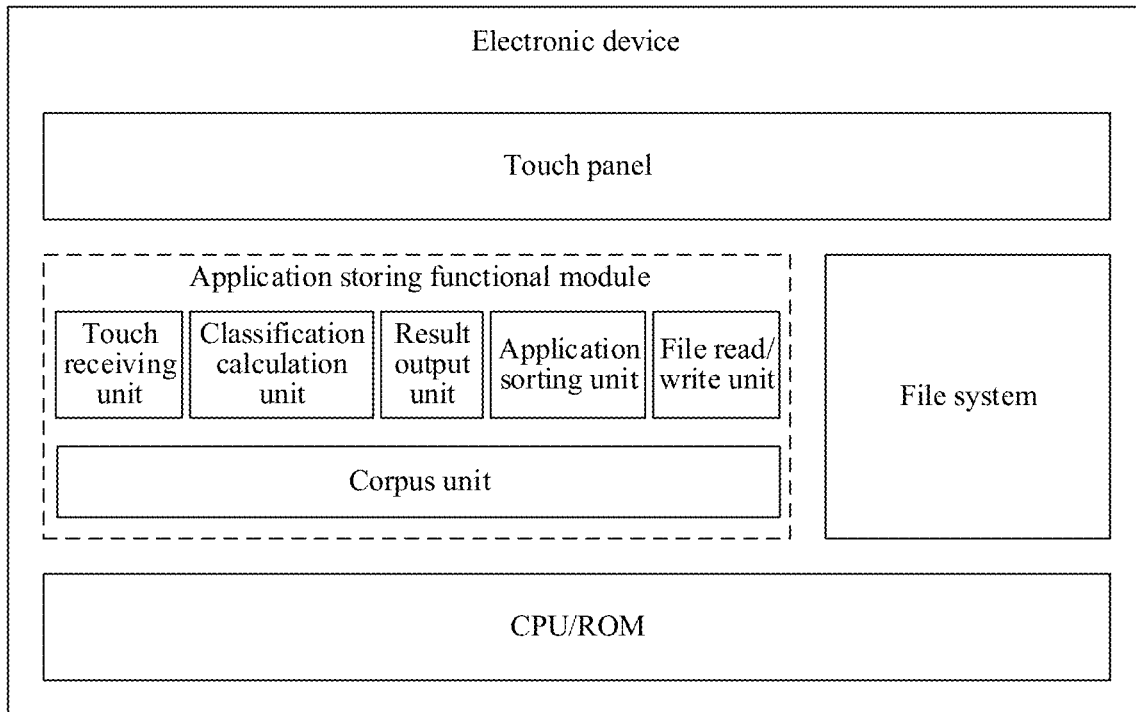 Electronic device
Touch panel
Application storing functional module
Touch
receiving
unit
Classification
calculation
unit
Result
output
unit
Application
sorting unit
File read/
write unit
File system
Corpus unit
CPU/ROM